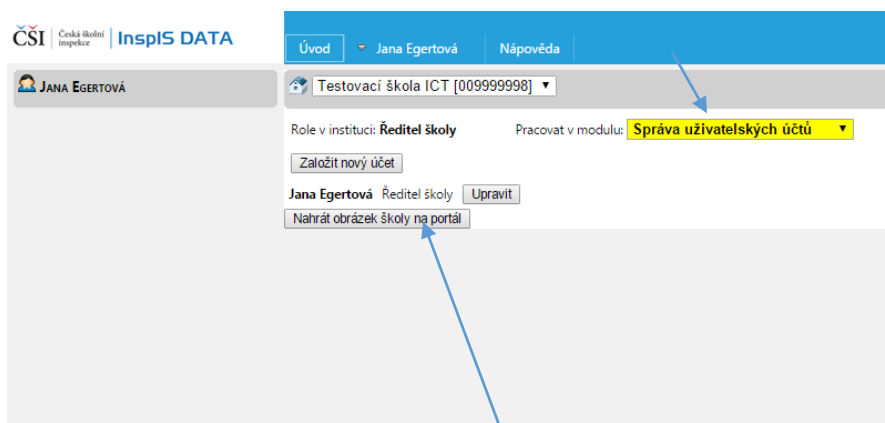 ČŠI Česká školní inspekce InspIS DATA
Úvod Jana Egertová Nápověda
Jana Egertová
Testovací škola ICT [009999998]
Role v instituci: Ředitel školy Pracovat v modulu: Správa uživatelských účtů
Založit nový účet
Jana Egertová Ředitel školy Upravit
Nahrát obrázek školy na portál